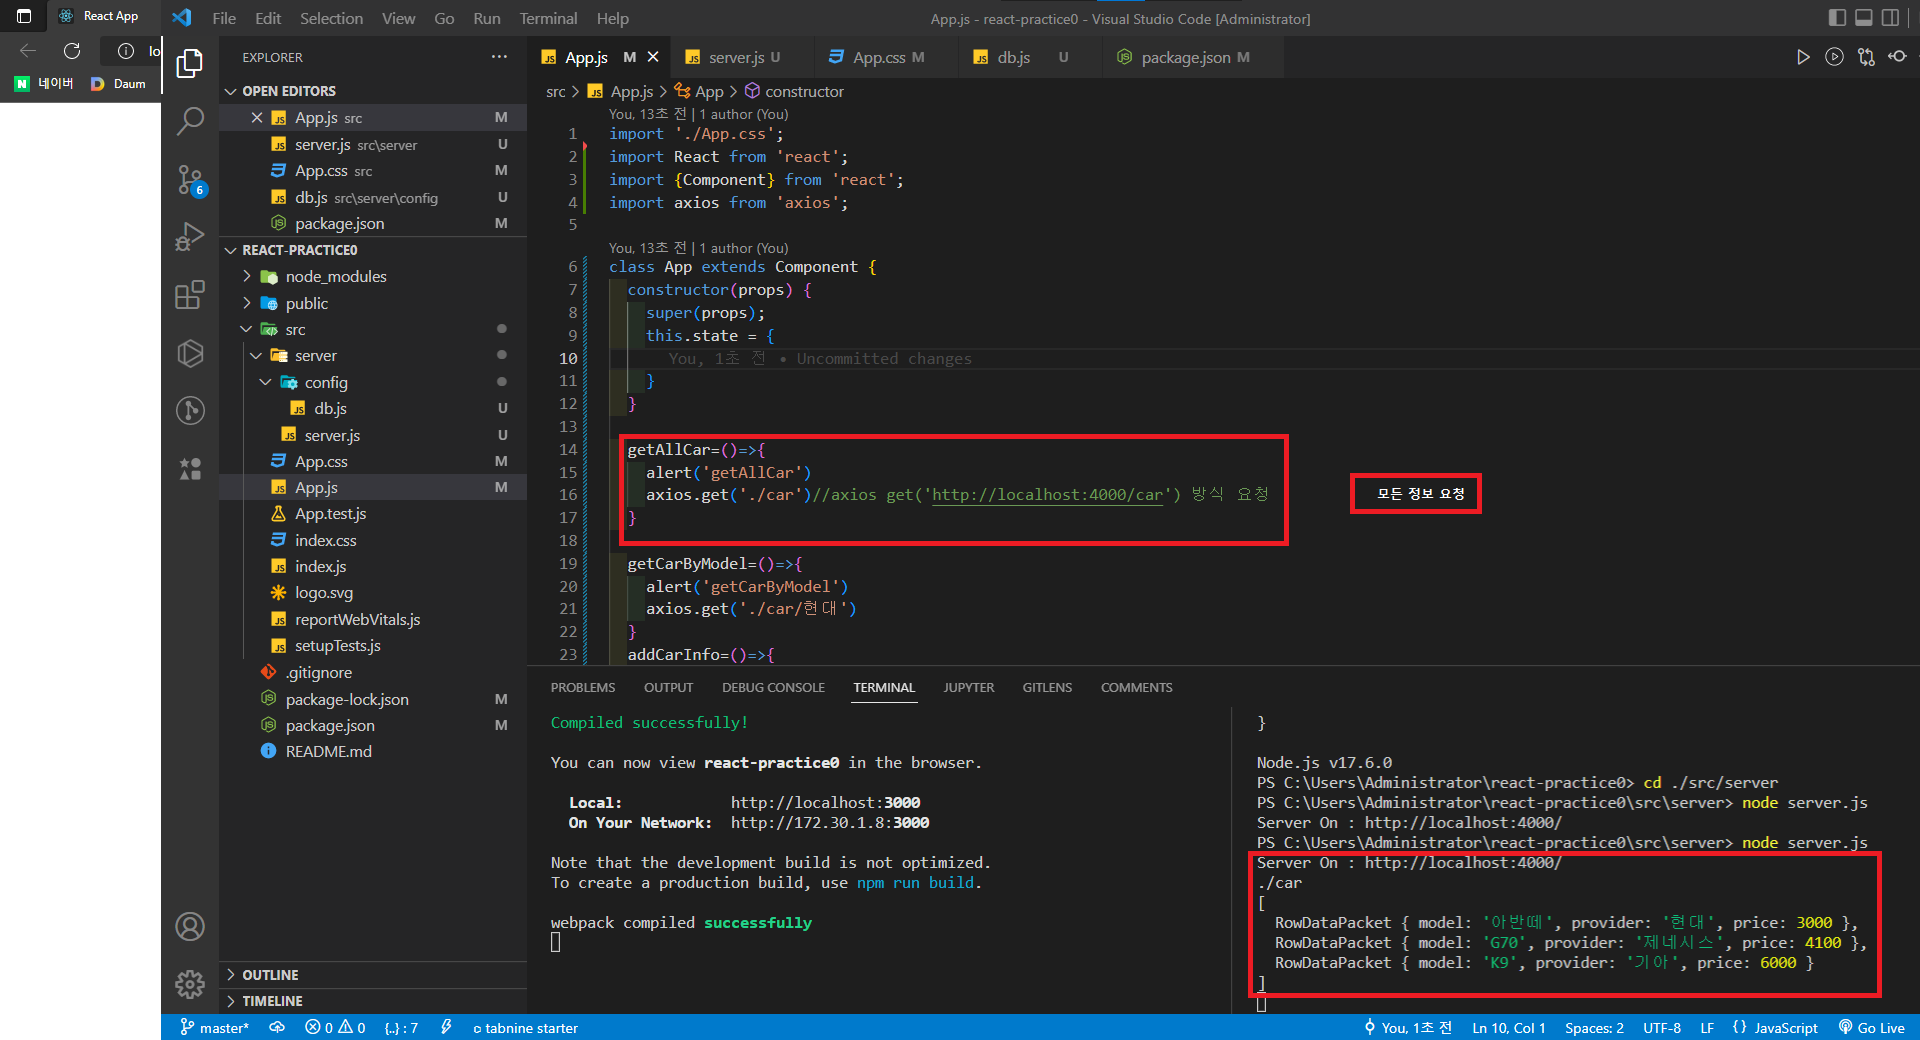 React App
File Edit Selection View Go Run Terminal Help
App.js - react-practice0 - Visual Studio Code [Administrator]
lo
네이버 Daum
EXPLORER
OPEN EDITORS
App.js src M
server.js src\server U
App.css src M
db.js src\server\config U
package.json M
REACT-PRACTICE0
node_modules
public
src
server
config
db.js U
server.js U
App.css M
App.js M
App.test.js
index.css
index.js
logo.svg
reportWebVitals.js
setupTests.js
.gitignore
package-lock.json M
package.json M
README.md
OUTLINE
TIMELINE
6
App.js M server.js U App.css M db.js U package.json M
src > App.js > App > constructor
You, 13초 전 | 1 author (You)
1 import './App.css';
2 import React from 'react';
3 import {Component} from 'react';
4 import axios from 'axios';
5
You, 13초 전 | 1 author (You)
6 class App extends Component {
7 constructor(props) {
8 super(props);
9 this.state = {
10 You, 1초 전 • Uncommitted changes
11 }
12 }
13
14 getAllCar=()=>{
15 alert('getAllCar')
16 axios.get('./car')//axios get('http://localhost:4000/car') 방식 요청
17 }
18
19 getCarByModel=()=>{
20 alert('getCarByModel')
21 axios.get('./car/현대')
22 }
23 addCarInfo=()=>{
모든 정보 요청
PROBLEMS OUTPUT DEBUG CONSOLE TERMINAL JUPYTER GITLENS COMMENTS
Compiled successfully!
You can now view react-practice0 in the browser.
Local: http://localhost:3000
On Your Network: http://172.30.1.8:3000
Note that the development build is not optimized.
To create a production build, use npm run build.
webpack compiled successfully
}
Node.js v17.6.0
PS C:\Users\Administrator\react-practice0> cd ./src/server
PS C:\Users\Administrator\react-practice0\src\server> node server.js
Server On : http://localhost:4000/
PS C:\Users\Administrator\react-practice0\src\server> node server.js
Server On : http://localhost:4000/
./car
[
RowDataPacket { model: '아반떼', provider: '현대', price: 3000 },
RowDataPacket { model: 'G70', provider: '제네시스', price: 4100 },
RowDataPacket { model: 'K9', provider: '기아', price: 6000 }
]
master* 0 0 {..} : 7 tabnine starter
You, 1초 전 Ln 10, Col 1 Spaces: 2 UTF-8 LF {} JavaScript Go Live